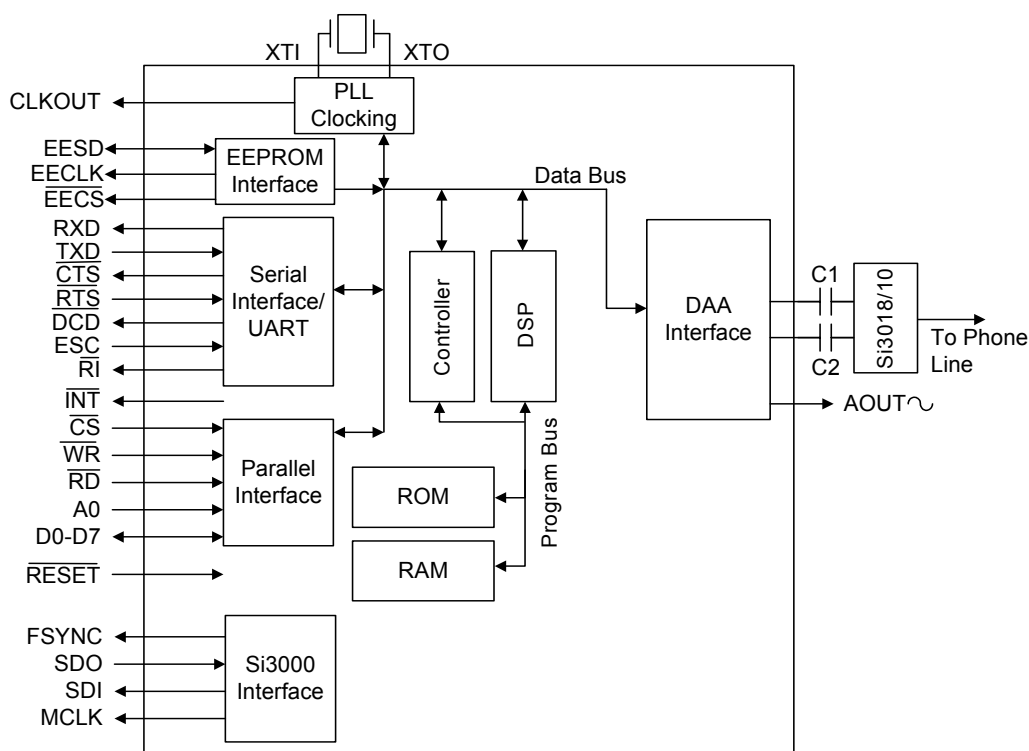 XTI
XTO
PLL
Clocking
CLKOUT
EESD
EECLK
EECS
EEPROM
Interface
Data Bus
RXD
TXD
CTS
RTS
DCD
ESC
RI
Serial
Interface/
UART
Controller
DSP
DAA
Interface
C1
C2
Si3018/10
To Phone
Line
AOUT
INT
CS
WR
RD
A0
D0-D7
Parallel
Interface
ROM
RAM
Program Bus
RESET
FSYNC
SDO
SDI
MCLK
Si3000
Interface